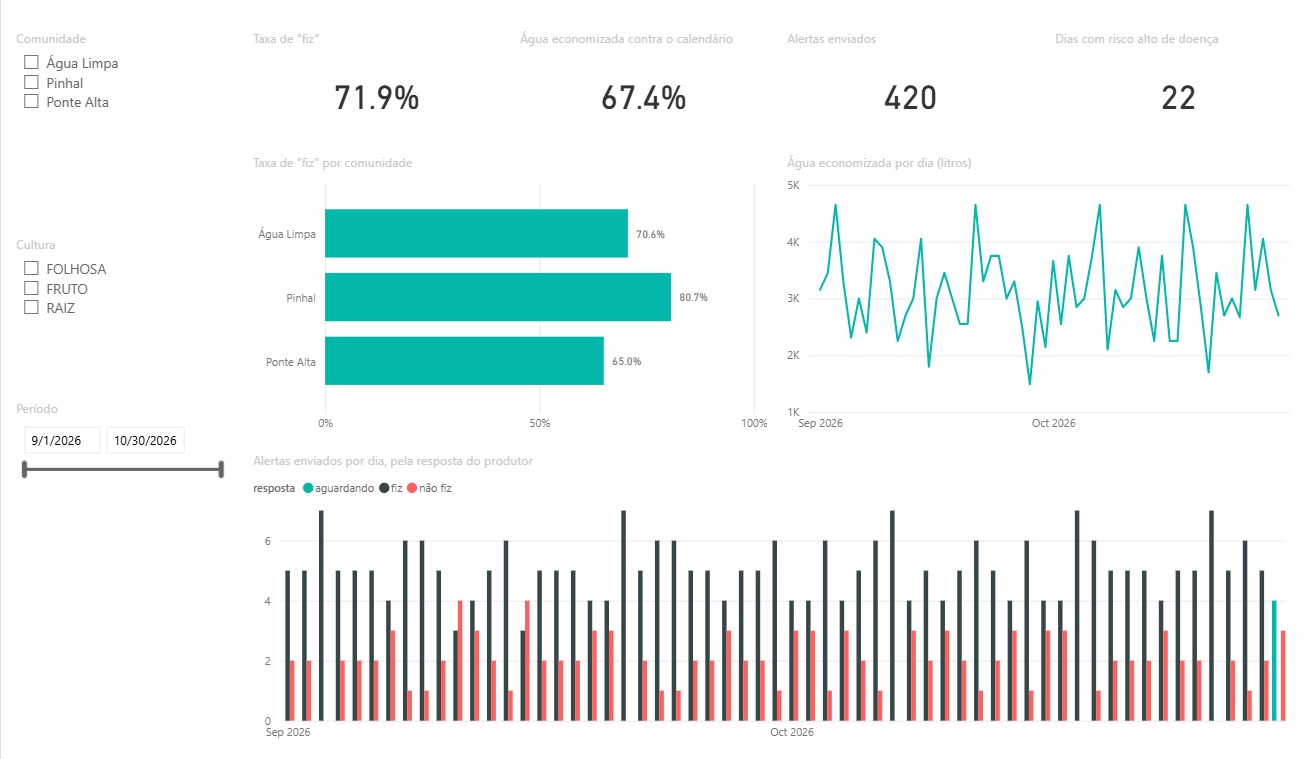 Comunidade
Água Limpa
Pinhal
Ponte Alta
Cultura
FOLHOSA
FRUTO
RAIZ
Período
9/1/2026 10/30/2026
Taxa de "fiz"
71.9%
Água economizada contra o calendário
67.4%
Alertas enviados
420
Dias com risco alto de doença
22
Taxa de "fiz" por comunidade
Água Limpa 70.6%
Pinhal 80.7%
Ponte Alta 65.0%
0% 50% 100%
Água economizada por dia (litros)
5K
4K
3K
2K
1K
Sep 2026 Oct 2026
Alertas enviados por dia, pela resposta do produtor
resposta aguardando fiz não fiz
6
4
2
0
Sep 2026 Oct 2026